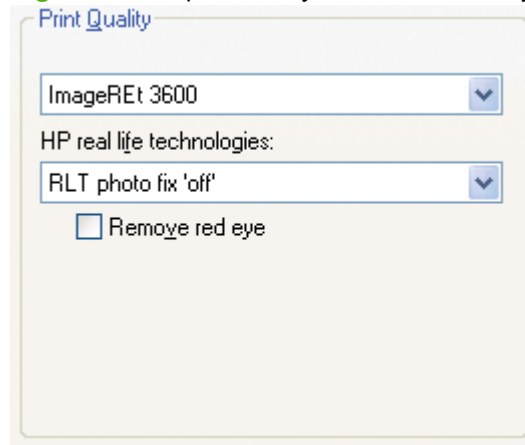 Print Quality
ImageREt 3600
HP real life technologies:
RLT photo fix 'off'
Remove red eye